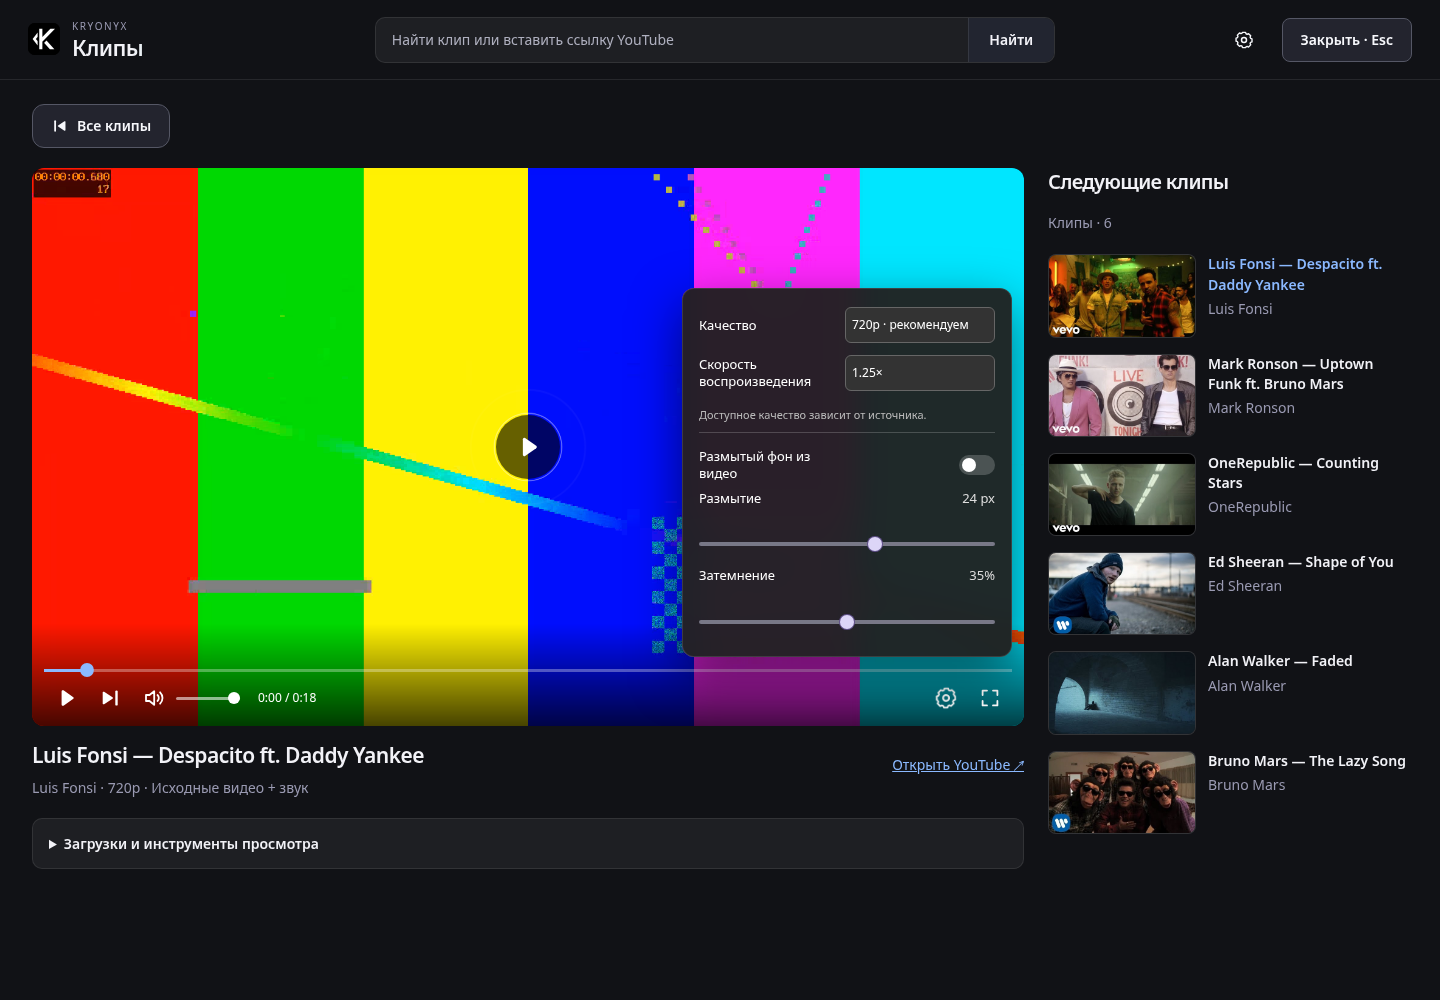 KRYONYX
Клипы
Найти клип или вставить ссылку YouTube
Найти
Закрыть · Esc
Все клипы
00:00:00.680
17
Качество
720p · рекомендуем
Скорость
воспроизведения
1.25×
Доступное качество зависит от источника.
Размытый фон из
видео
Размытие
24 px
Затемнение
35%
0:00 / 0:18
Luis Fonsi — Despacito ft. Daddy Yankee
Открыть YouTube ↗
Luis Fonsi · 720p · Исходные видео + звук
Загрузки и инструменты просмотра
Следующие клипы
Клипы · 6
vevo
Luis Fonsi — Despacito ft.
Daddy Yankee
Luis Fonsi
LIVE
TONIG
vevo
Mark Ronson — Uptown
Funk ft. Bruno Mars
Mark Ronson
vevo
OneRepublic — Counting
Stars
OneRepublic
Ed Sheeran — Shape of You
Ed Sheeran
Alan Walker — Faded
Alan Walker
Bruno Mars — The Lazy Song
Bruno Mars